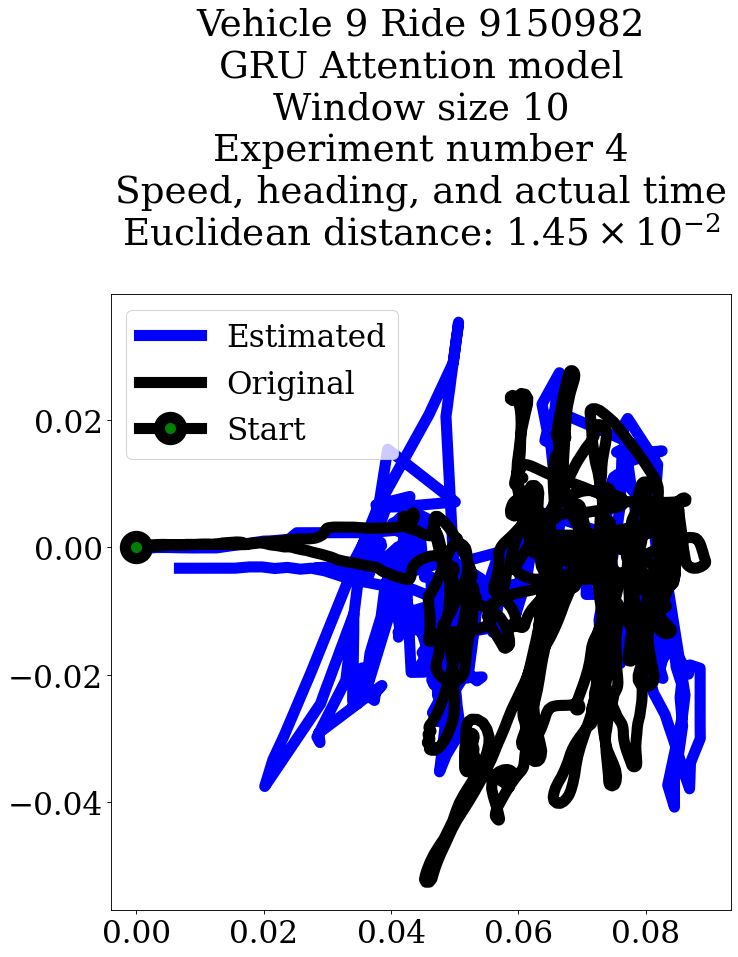 Vehicle 9 Ride 9150982
GRU Attention model
Window size 10
Experiment number 4
Speed, heading, and actual time
Euclidean distance: 1.45 × 10⁻²
Estimated
Original
Start
0.02
0.00
−0.02
−0.04
0.00 0.02 0.04 0.06 0.08